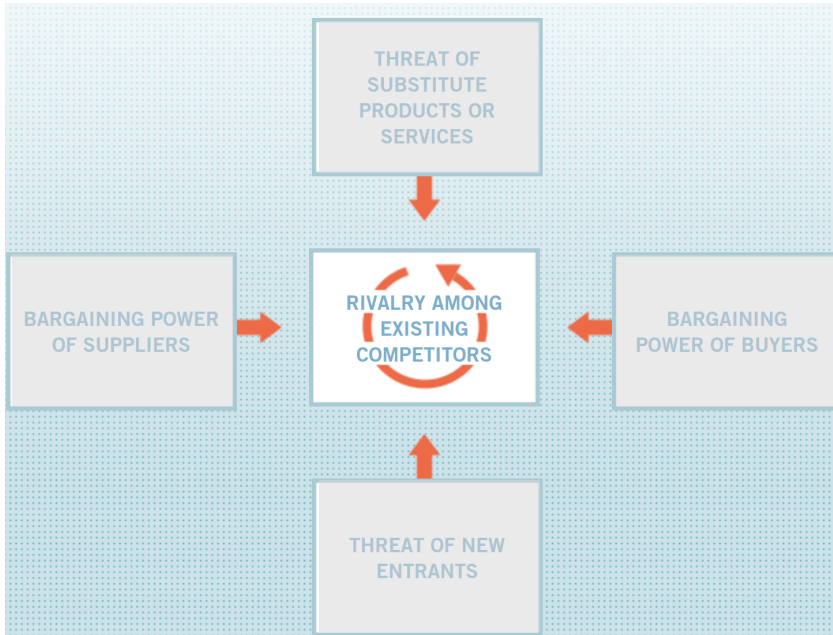 THREAT OF
SUBSTITUTE
PRODUCTS OR
SERVICES
BARGAINING POWER
OF SUPPLIERS
RIVALRY AMONG
EXISTING
COMPETITORS
BARGAINING
POWER OF BUYERS
THREAT OF NEW
ENTRANTS